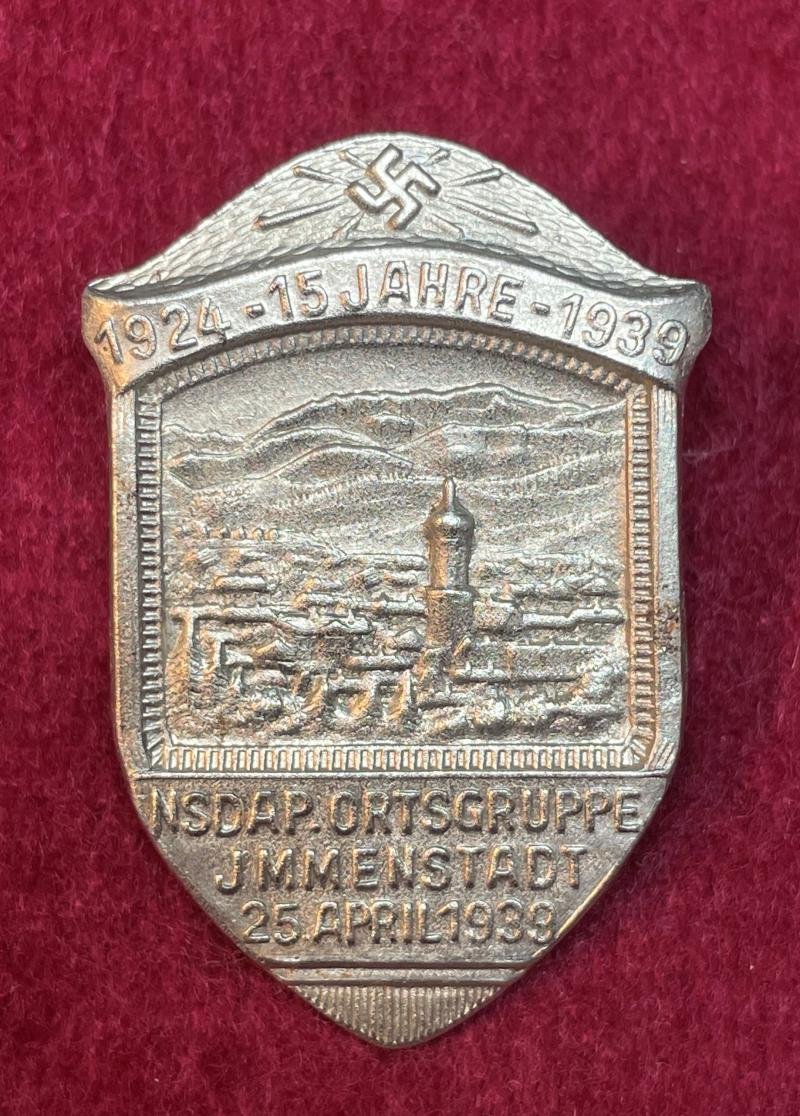 1924 - 15 JAHRE - 1939
NSDAP. ORTSGRUPPE
JMMENSTADT
25. APRIL 1939